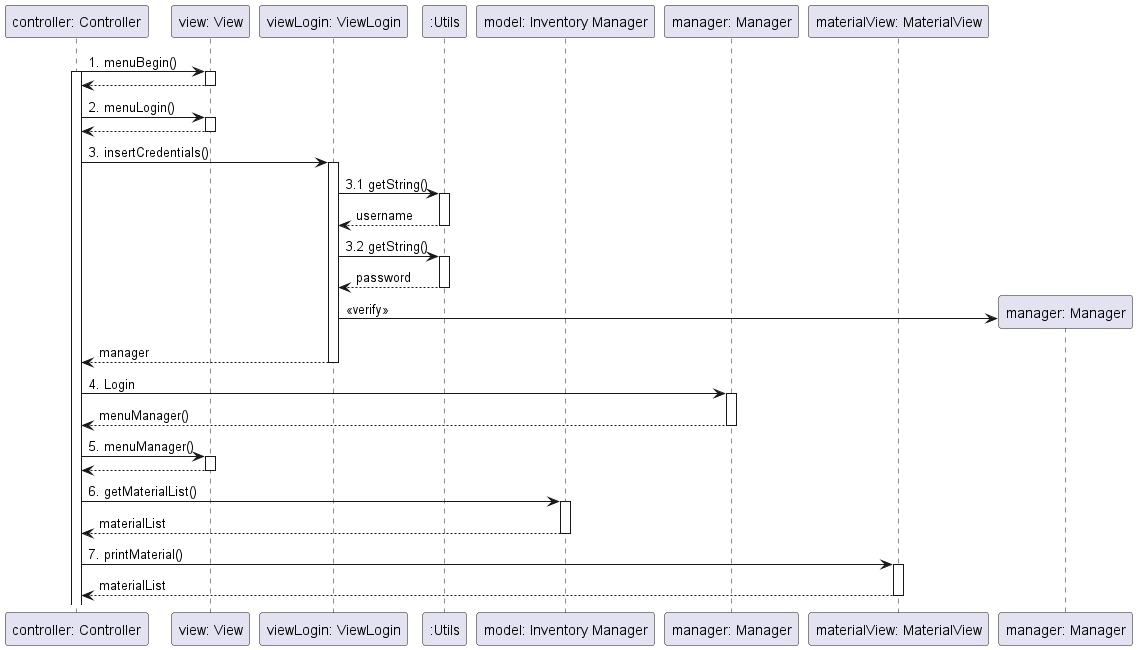 controller: Controller
view: View
viewLogin: ViewLogin
:Utils
model: Inventory Manager
manager: Manager
materialView: MaterialView
1. menuBegin()
2. menuLogin()
3. insertCredentials()
3.1 getString()
username
3.2 getString()
password
manager: Manager
«verify»
manager
4. Login
menuManager()
5. menuManager()
6. getMaterialList()
materialList
7. printMaterial()
materialList
controller: Controller
view: View
viewLogin: ViewLogin
:Utils
model: Inventory Manager
manager: Manager
materialView: MaterialView
manager: Manager